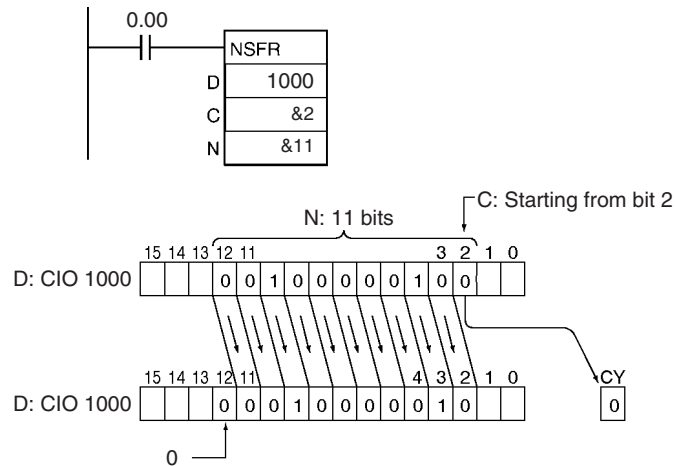 0.00
NSFR
D 1000
C &2
N &11
C: Starting from bit 2
N: 11 bits
15 14 13 12 11 3 2 1 0
D: CIO 1000 0 0 1 0 0 0 0 0 1 0 0
15 14 13 12 11 4 3 2 1 0 CY
D: CIO 1000 0 0 0 1 0 0 0 0 0 1 0 0
0